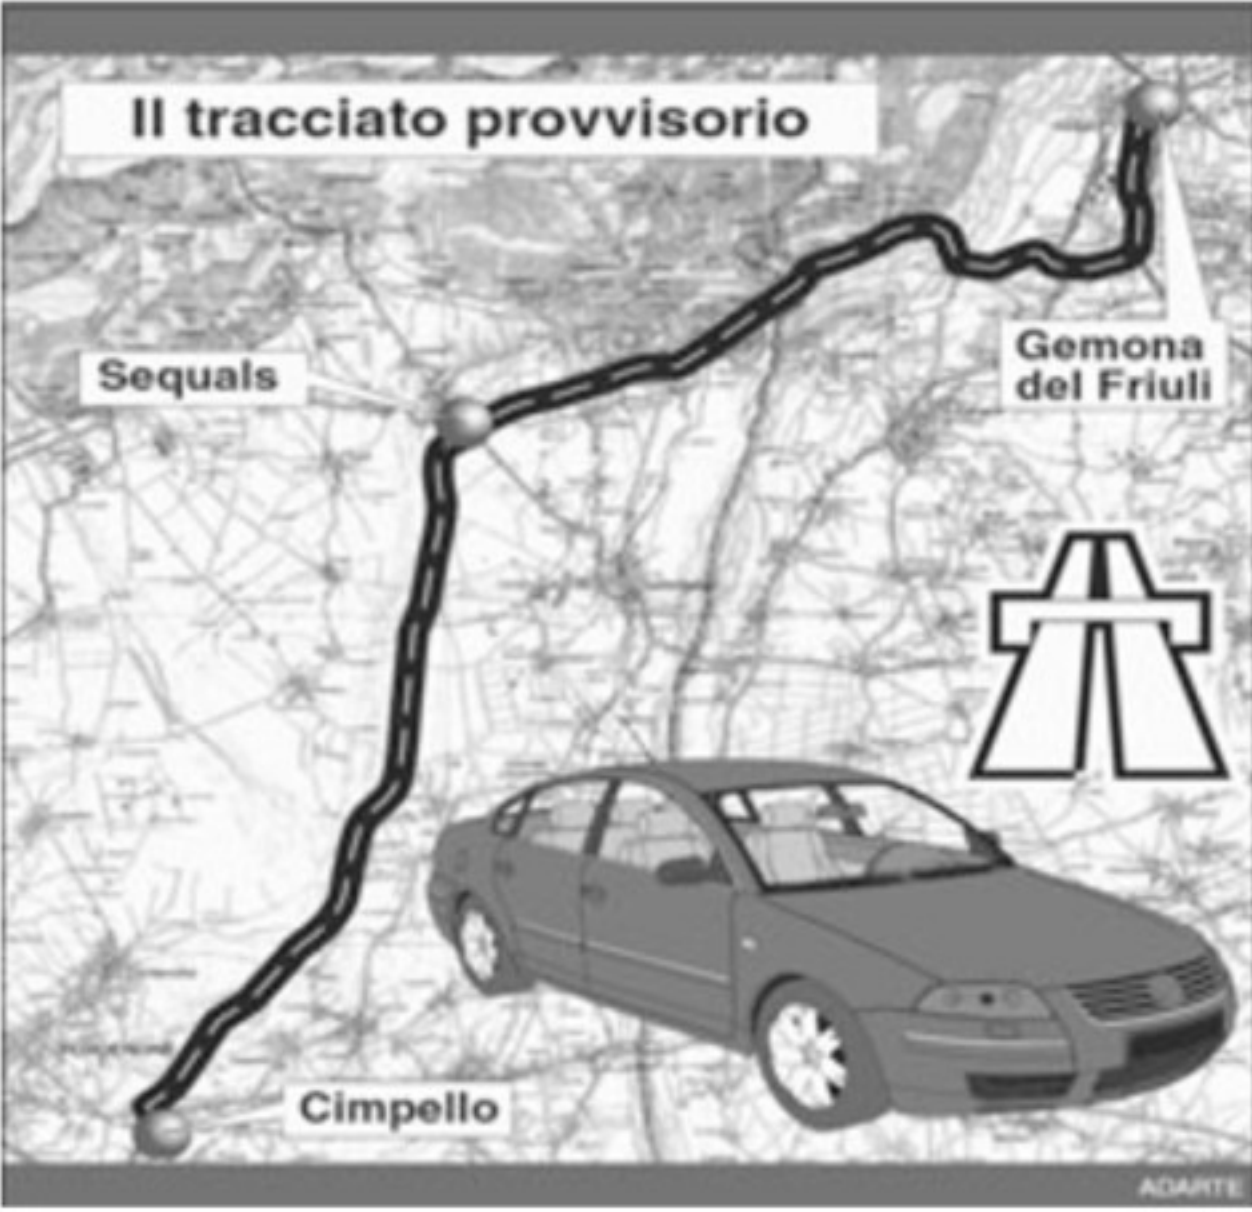 Il tracciato provvisorio
Sequals
Gemona
del Friuli
Cimpello
ADARTE